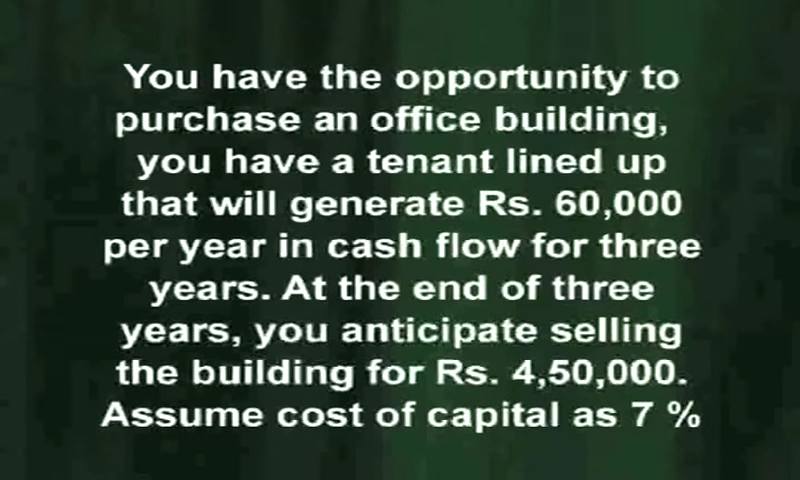 You have the opportunity to
purchase an office building,
you have a tenant lined up
that will generate Rs. 60,000
per year in cash flow for three
years. At the end of three
years, you anticipate selling
the building for Rs. 4,50,000.
Assume cost of capital as 7 %